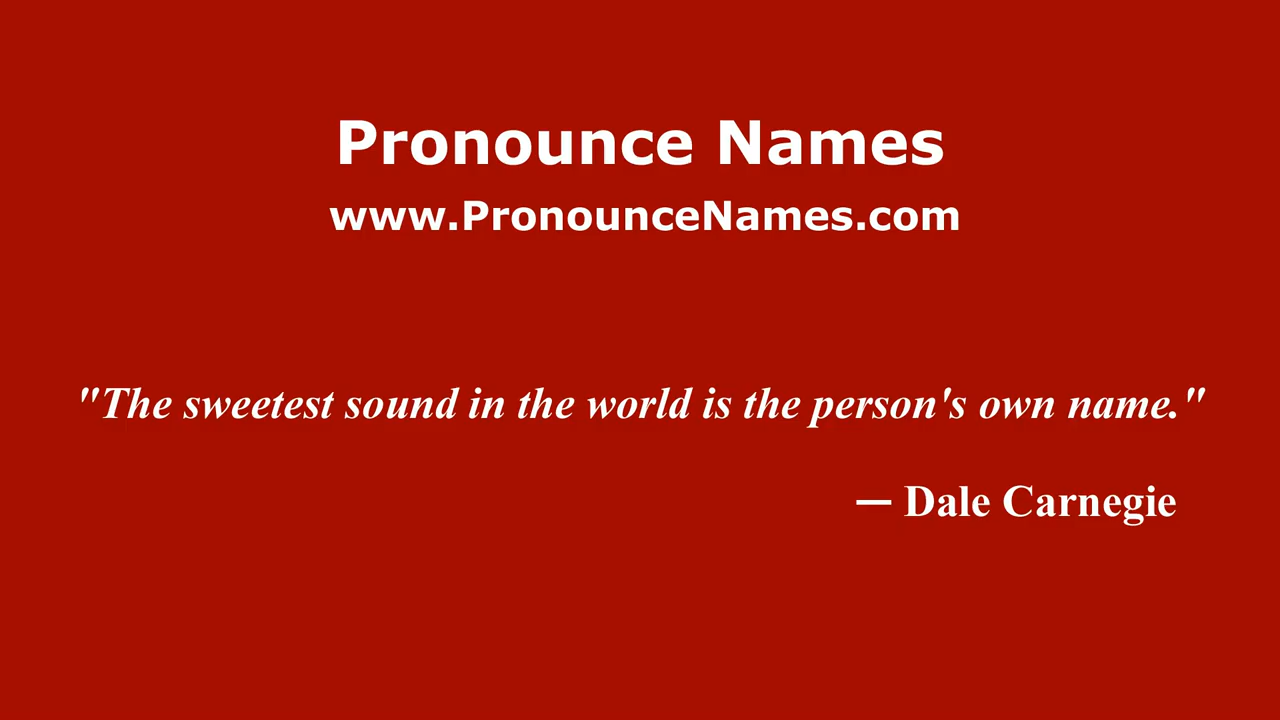 Pronounce Names
www.PronounceNames.com
"The sweetest sound in the world is the person's own name."
— Dale Carnegie